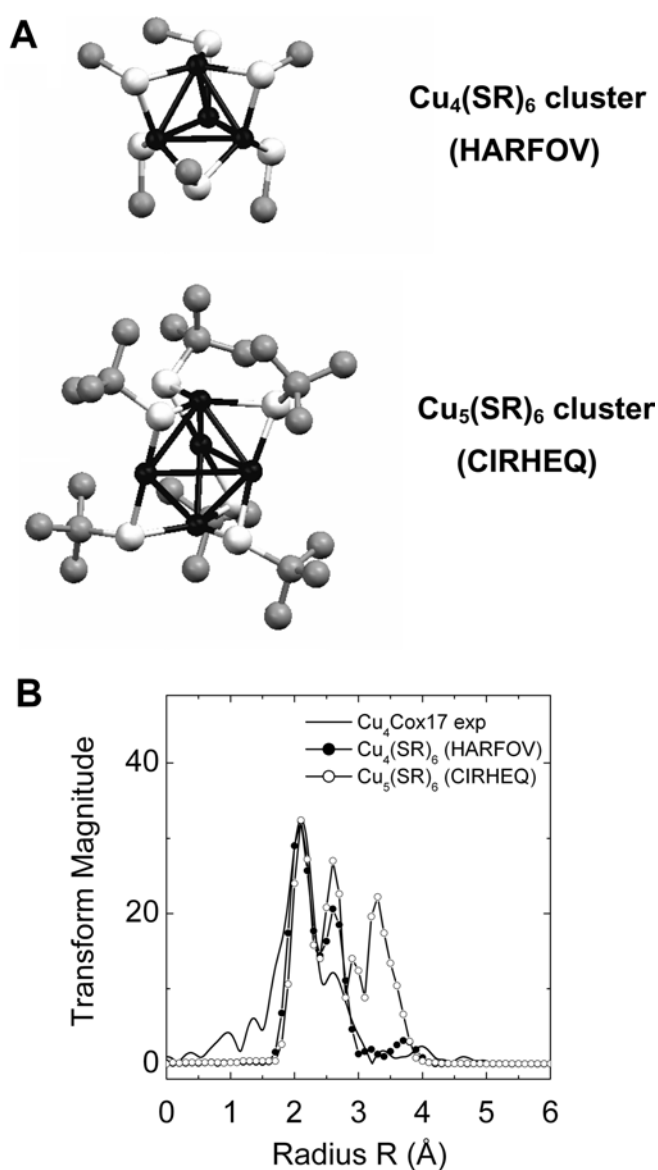 A
Cu₄(SR)₆ cluster
(HARFOV)
Cu₅(SR)₆ cluster
(CIRHEQ)
B
Cu₄Cox17 exp
Cu₄(SR)₆ (HARFOV)
Cu₅(SR)₆ (CIRHEQ)
40
20
0
Transform Magnitude
0 1 2 3 4 5 6
Radius R (Å)